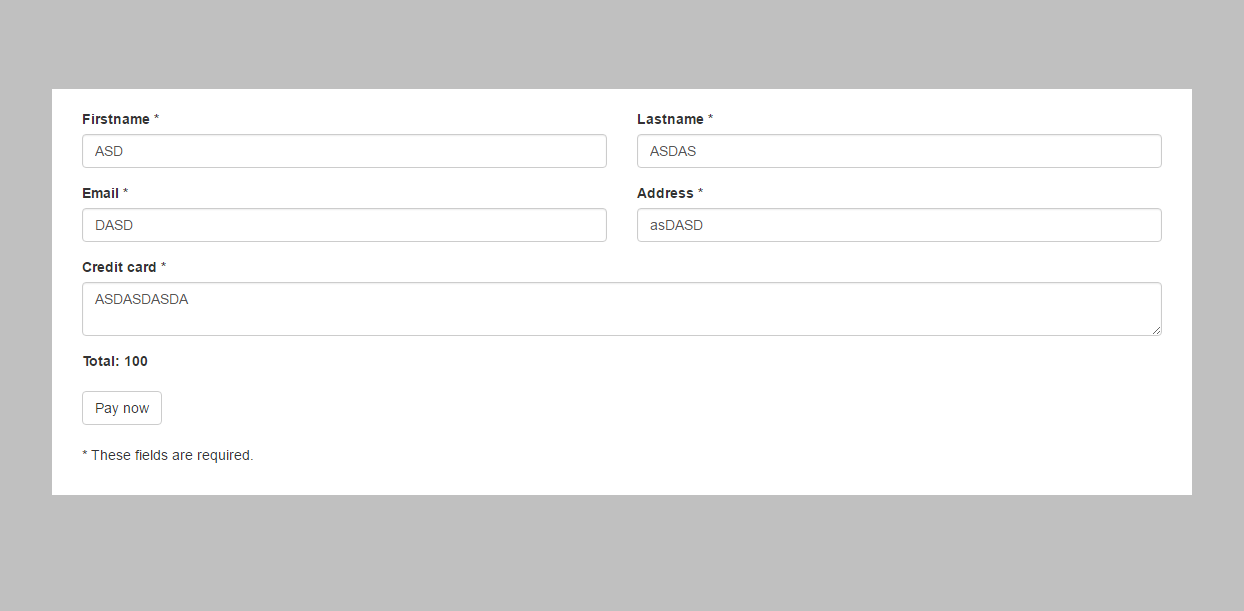 Firstname *
Lastname *
ASD
ASDAS
Email *
Address *
DASD
asDASD
Credit card *
ASDASDASDA
Total: 100
Pay now
* These fields are required.